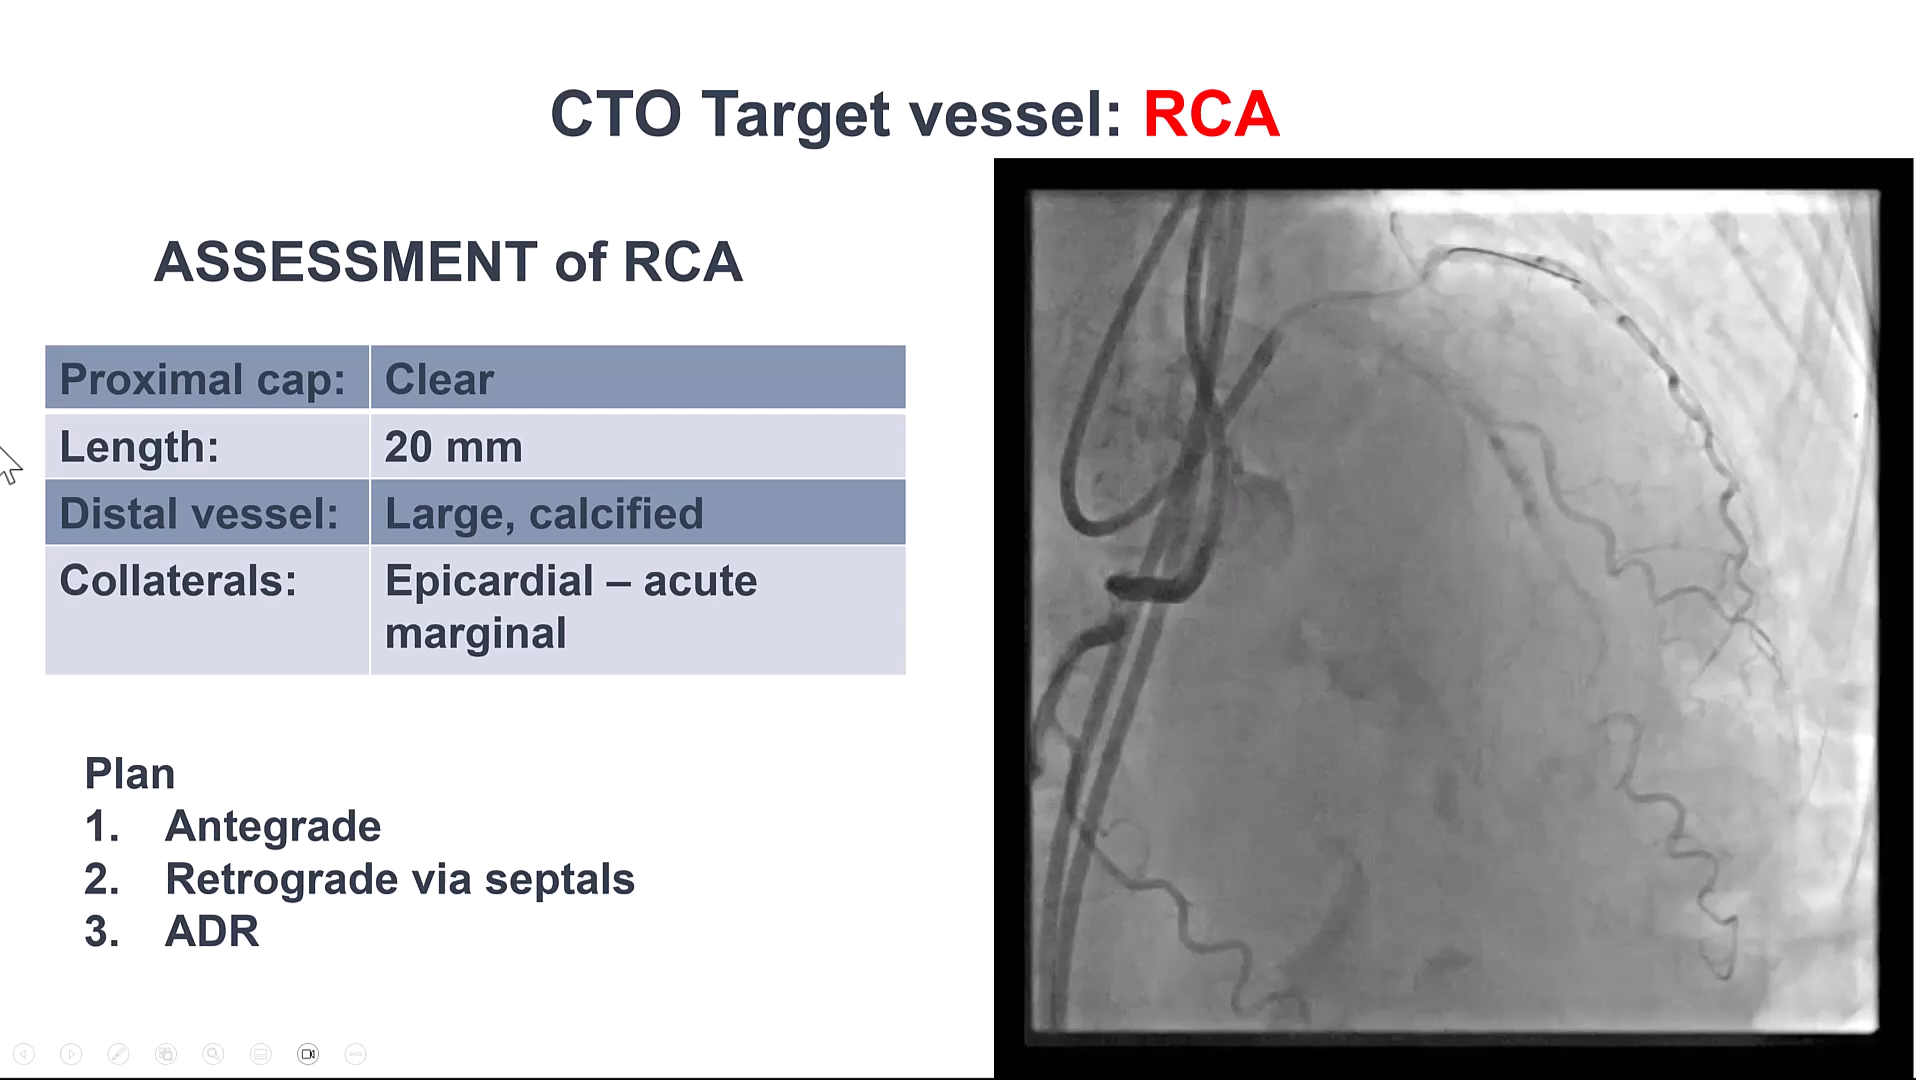 CTO Target vessel: RCA
ASSESSMENT of RCA
Proximal cap: Clear
Length: 20 mm
Distal vessel: Large, calcified
Collaterals: Epicardial – acute
marginal
Plan
1. Antegrade
2. Retrograde via septals
3. ADR